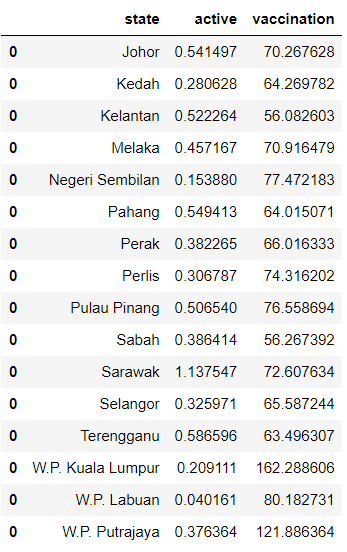 state active vaccination
0 Johor 0.541497 70.267628
0 Kedah 0.280628 64.269782
0 Kelantan 0.522264 56.082603
0 Melaka 0.457167 70.916479
0 Negeri Sembilan 0.153880 77.472183
0 Pahang 0.549413 64.015071
0 Perak 0.382265 66.016333
0 Perlis 0.306787 74.316202
0 Pulau Pinang 0.506540 76.558694
0 Sabah 0.386414 56.267392
0 Sarawak 1.137547 72.607634
0 Selangor 0.325971 65.587244
0 Terengganu 0.586596 63.496307
0 W.P. Kuala Lumpur 0.209111 162.288606
0 W.P. Labuan 0.040161 80.182731
0 W.P. Putrajaya 0.376364 121.886364